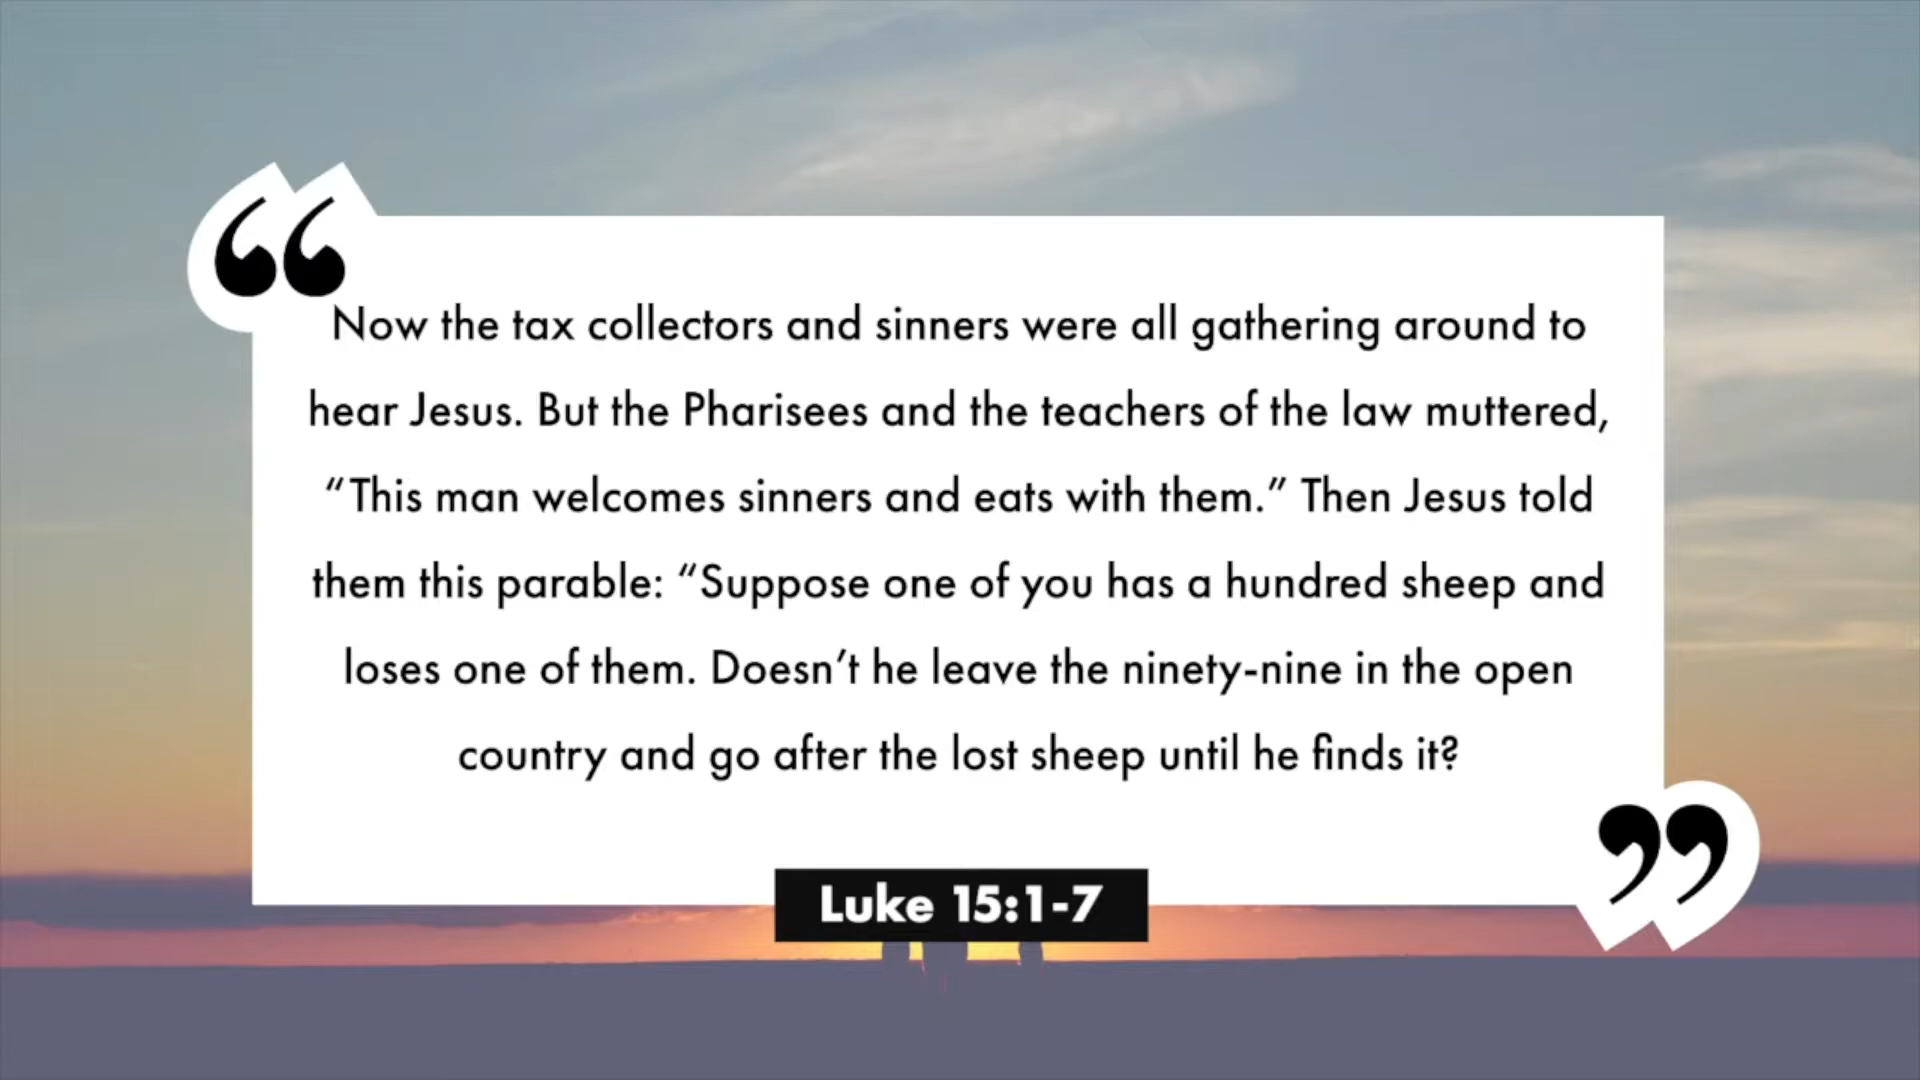 Now the tax collectors and sinners were all gathering around to
hear Jesus. But the Pharisees and the teachers of the law muttered,
“This man welcomes sinners and eats with them.” Then Jesus told
them this parable: “Suppose one of you has a hundred sheep and
loses one of them. Doesn’t he leave the ninety-nine in the open
country and go after the lost sheep until he finds it?
Luke 15:1-7